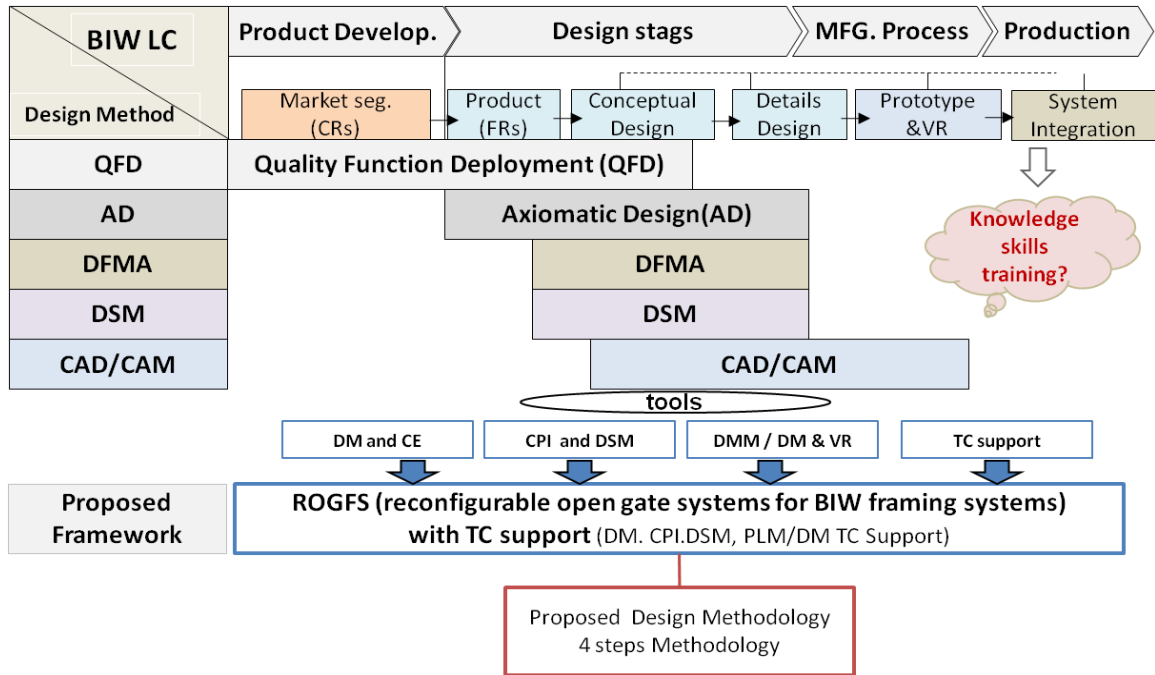 BIW LC
Design Method
Product Develop.
Design stags
MFG. Process
Production
Market seg.
(CRs)
Product
(FRs)
Conceptual
Design
Details
Design
Prototype
&VR
System
Integration
QFD
Quality Function Deployment (QFD)
AD
Axiomatic Design(AD)
Knowledge
skills
training?
DFMA
DFMA
DSM
DSM
CAD/CAM
CAD/CAM
tools
DM and CE
CPI and DSM
DMM / DM & VR
TC support
Proposed
Framework
ROGFS (reconfigurable open gate systems for BIW framing systems)
with TC support (DM. CPI.DSM, PLM/DM TC Support)
Proposed Design Methodology
4 steps Methodology